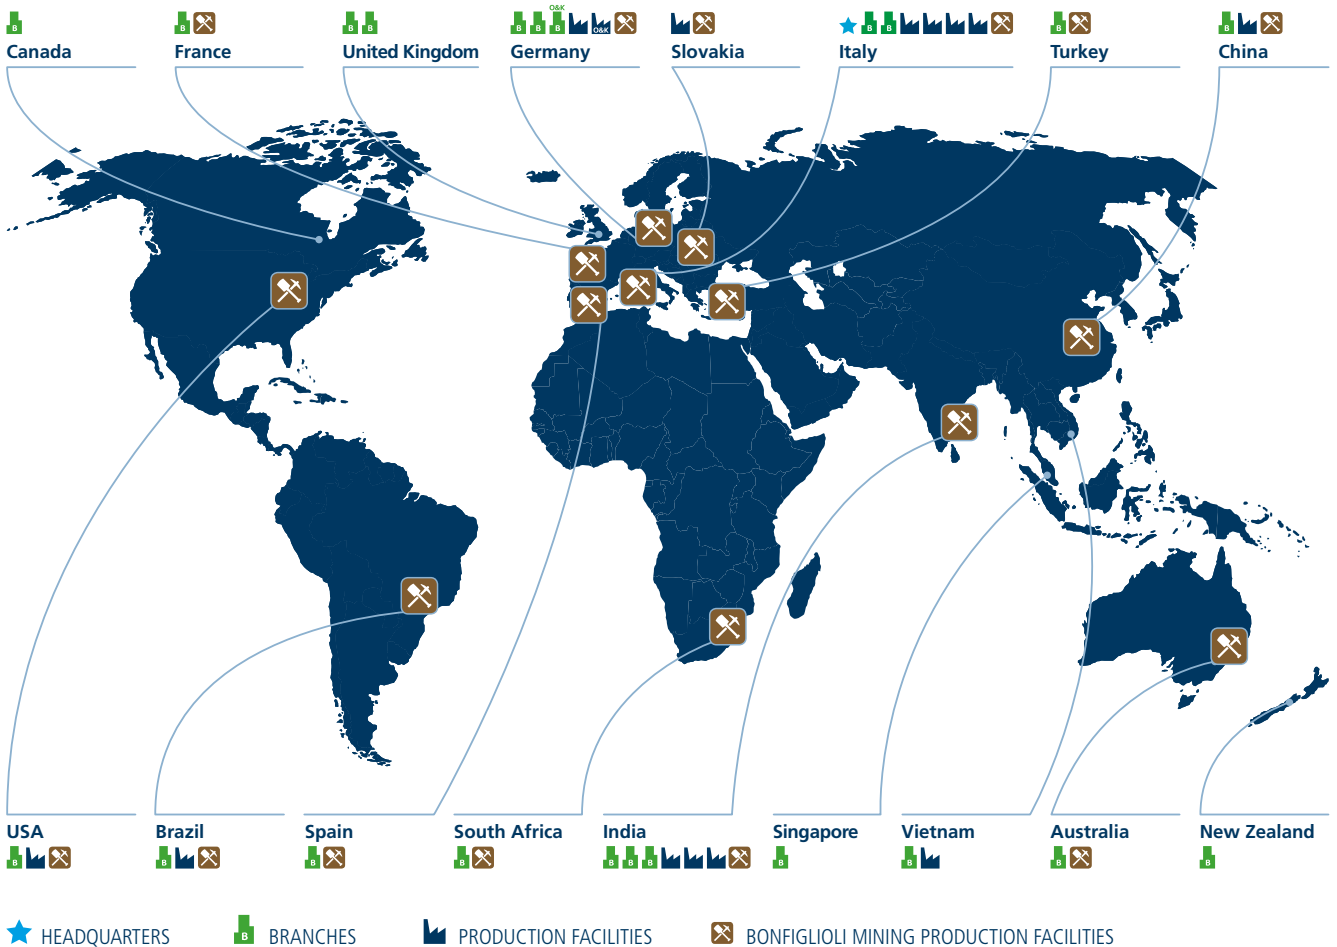 O&K
O&K
Canada France United Kingdom Germany Slovakia Italy Turkey China
USA Brazil Spain South Africa India Singapore Vietnam Australia New Zealand
B B B B B B B B B B B B
HEADQUARTERS B BRANCHES PRODUCTION FACILITIES BONFIGLIOLI MINING PRODUCTION FACILITIES